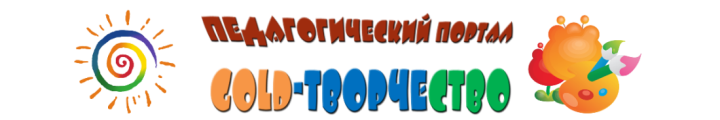 ПЕДАГОГИЧЕСКИЙ ПОРТАЛ
GOLD-ТВОРЧЕСТВО